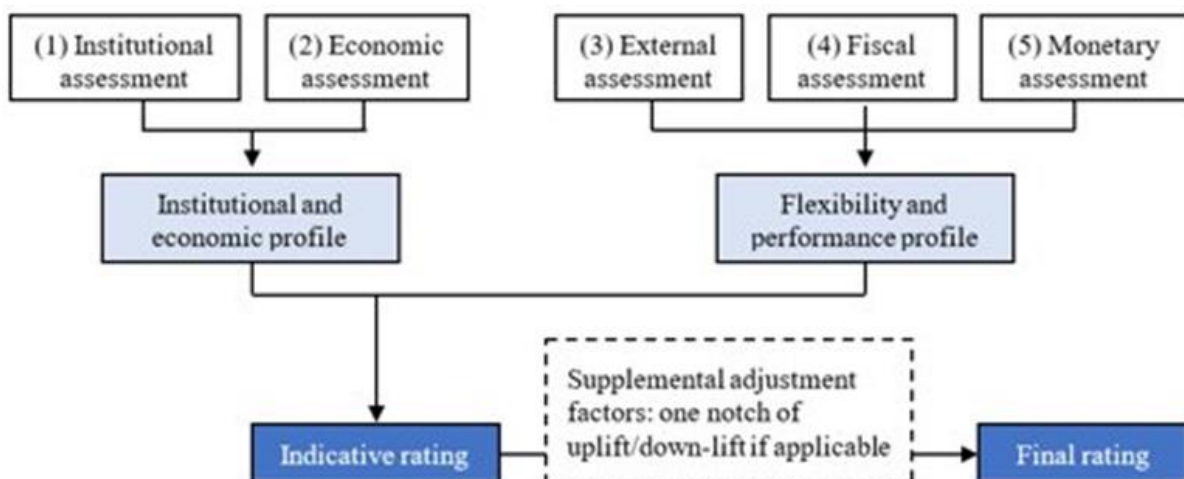 (1) Institutional
assessment
(2) Economic
assessment
(3) External
assessment
(4) Fiscal
assessment
(5) Monetary
assessment
Institutional and
economic profile
Flexibility and
performance profile
Supplemental adjustment
factors: one notch of
uplift/down-lift if applicable
Indicative rating
Final rating